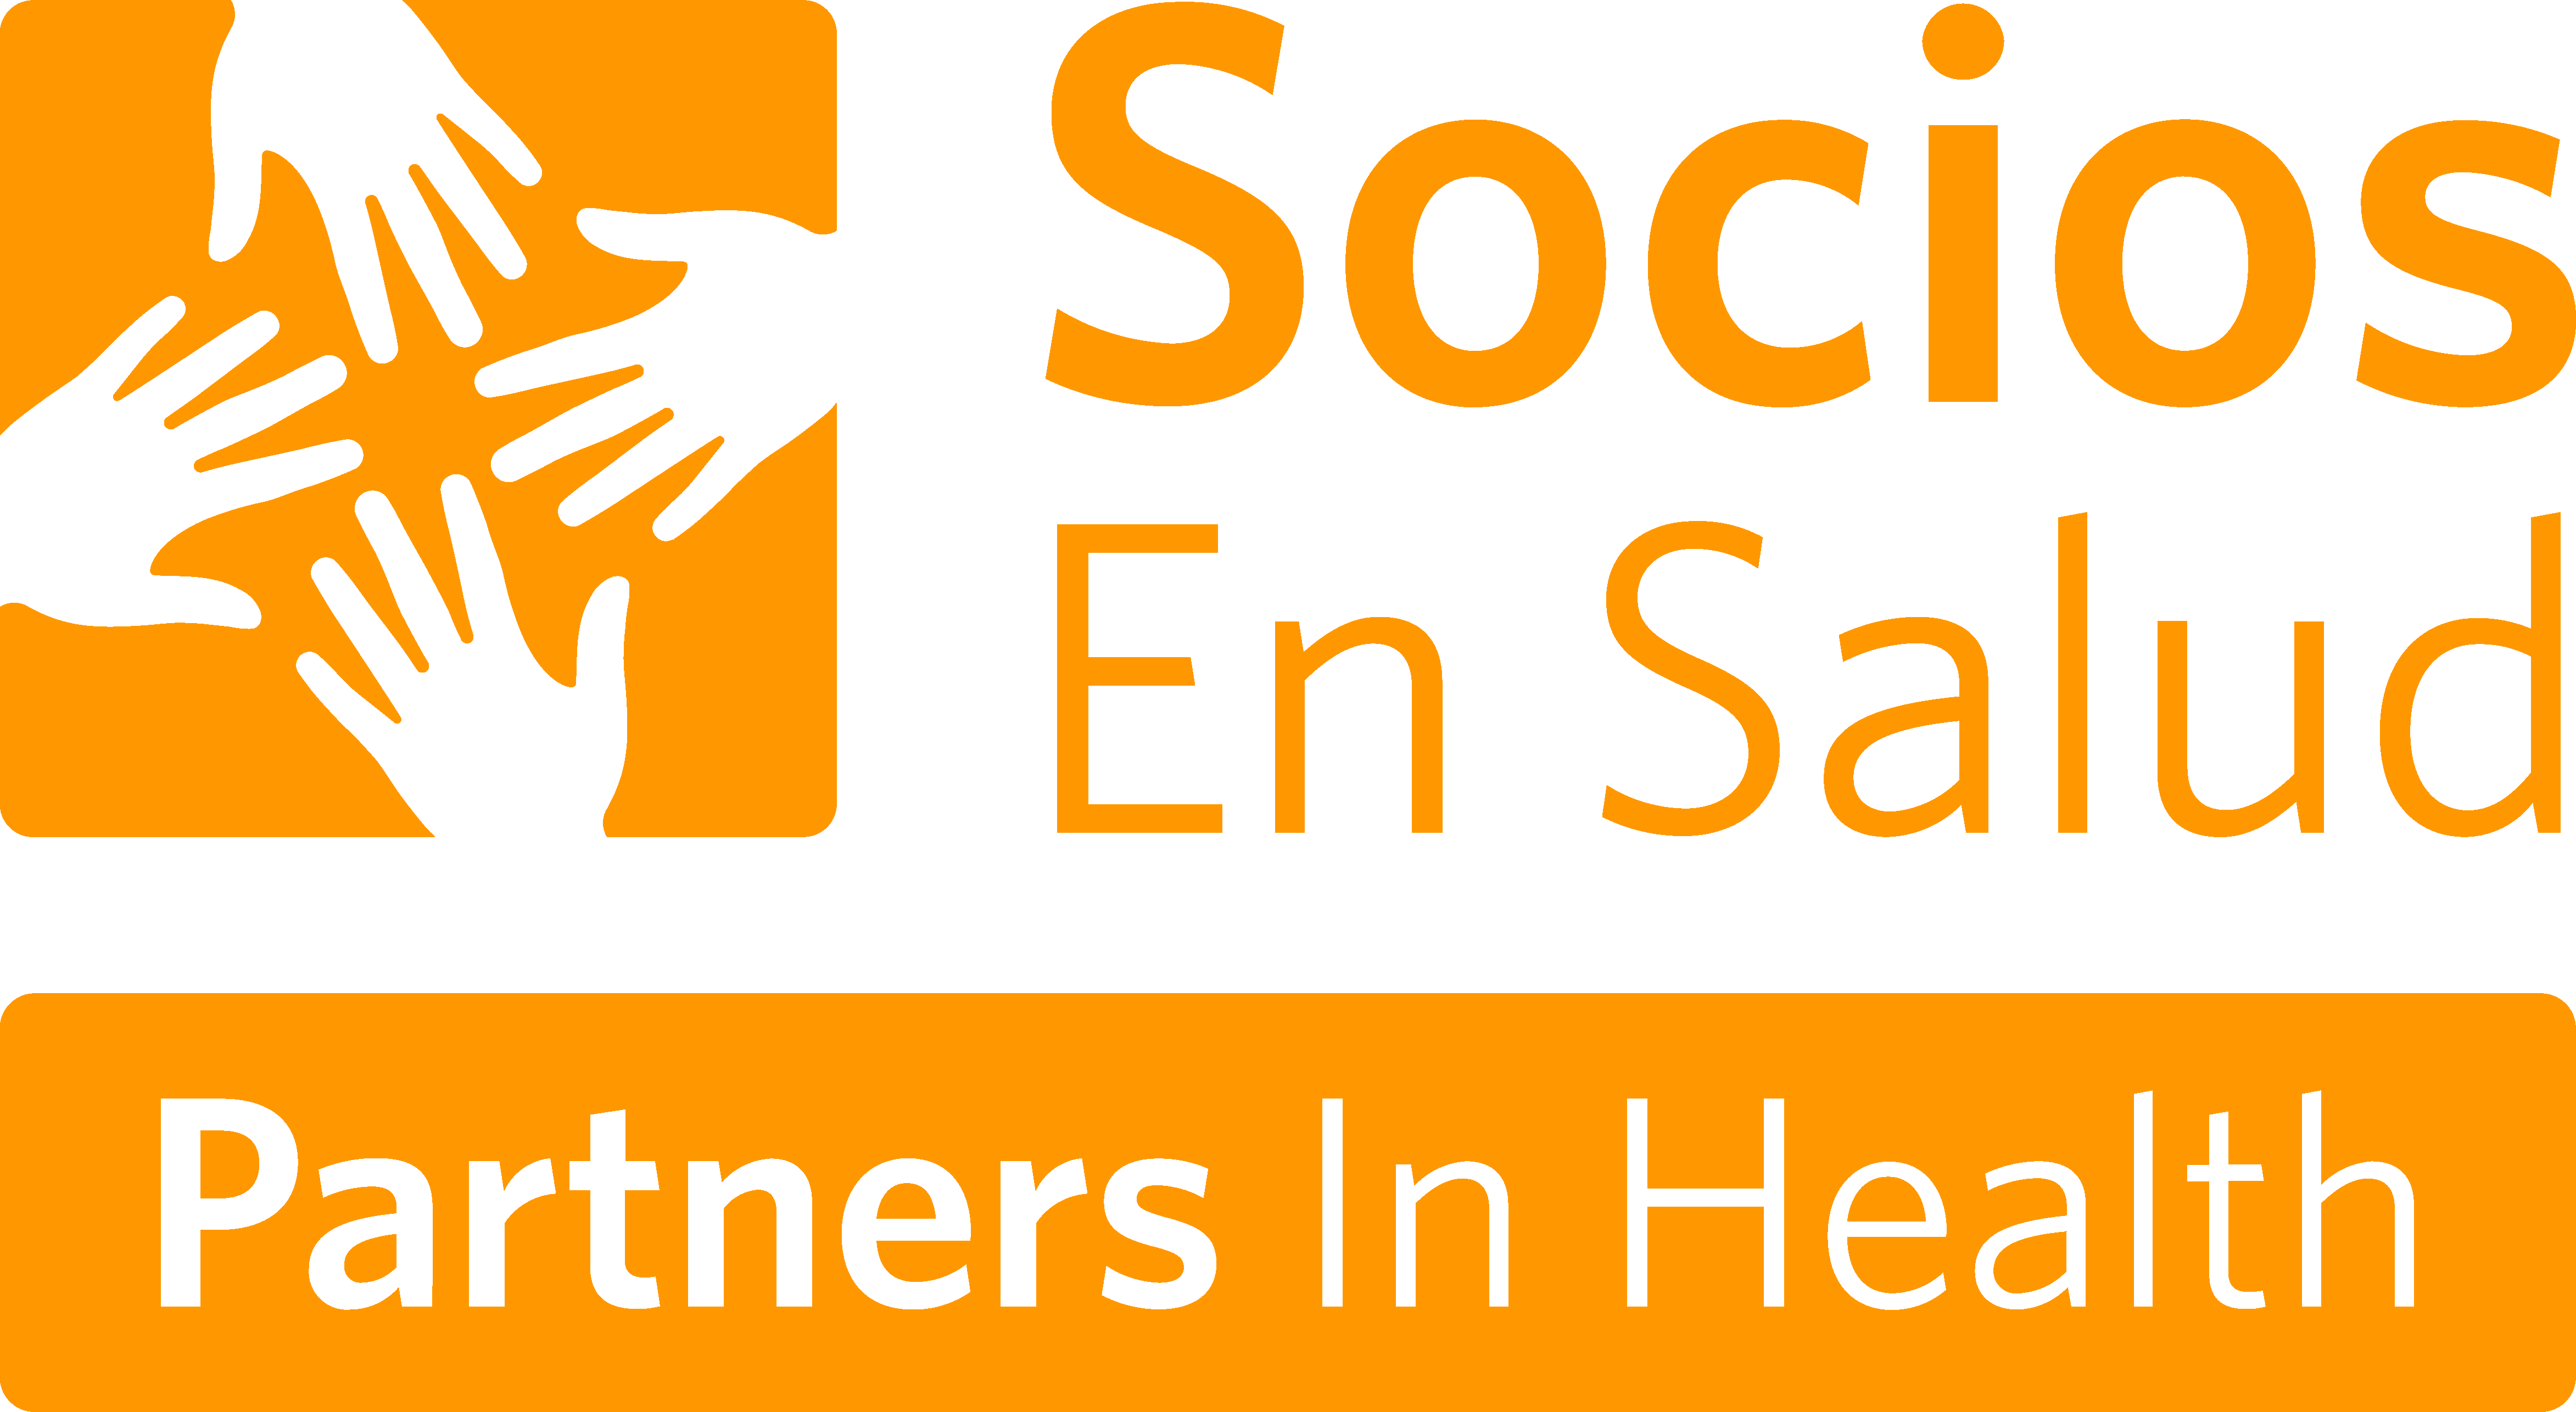 Socios
En Salud
Partners In Health